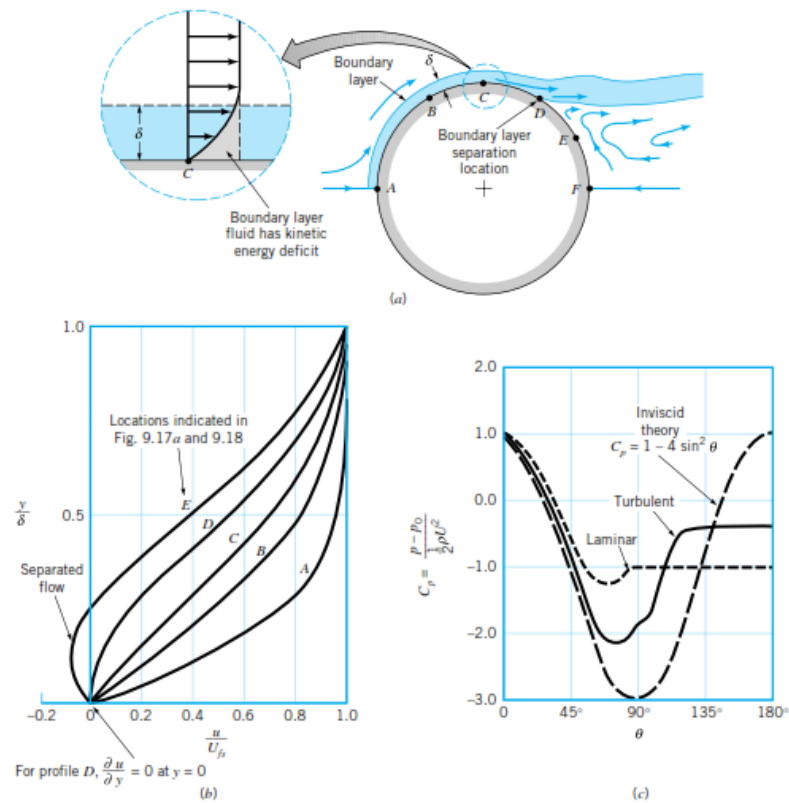 Boundary
layer
δ
δ
C
A
B
C
D
E
F
Boundary layer
separation
location
Boundary layer
fluid has kinetic
energy deficit
(a)
1.0
0.5
y/δ
Locations indicated in
Fig. 9.17a and 9.18
E
D
C
B
A
Separated
flow
-0.2
0
0.2
0.4
0.6
0.8
1.0
u/U_fs
For profile D, ∂u/∂y = 0 at y = 0
(b)
2.0
1.0
0.0
-1.0
-2.0
-3.0
C_p = (p - p_0)/(1/2 ρU²)
Inviscid
theory
C_p = 1 - 4 sin² θ
Turbulent
Laminar
0
45°
90°
135°
180°
θ
(c)